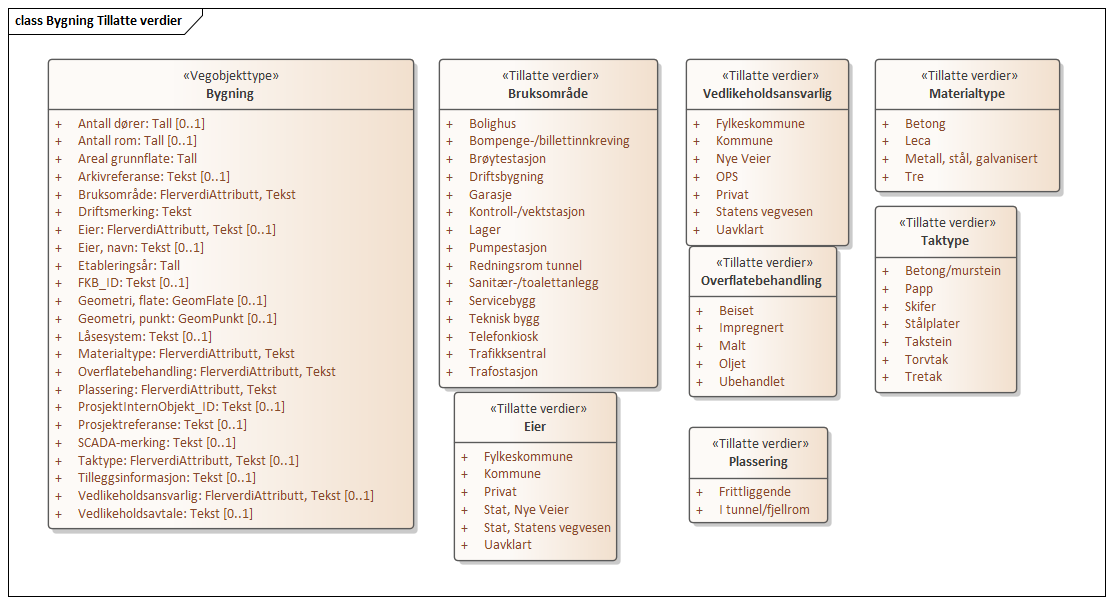 class Bygning Tillatte verdier
«Vegobjekttype»
Bygning
+ Antall dører: Tall [0..1]
+ Antall rom: Tall [0..1]
+ Areal grunnflate: Tall
+ Arkivreferanse: Tekst [0..1]
+ Bruksområde: FlerverdiAttributt, Tekst
+ Driftsmerking: Tekst
+ Eier: FlerverdiAttributt, Tekst [0..1]
+ Eier, navn: Tekst [0..1]
+ Etableringsår: Tall
+ FKB_ID: Tekst [0..1]
+ Geometri, flate: GeomFlate [0..1]
+ Geometri, punkt: GeomPunkt [0..1]
+ Låsesystem: Tekst [0..1]
+ Materialtype: FlerverdiAttributt, Tekst
+ Overflatebehandling: FlerverdiAttributt, Tekst
+ Plassering: FlerverdiAttributt, Tekst
+ ProsjektInternObjekt_ID: Tekst [0..1]
+ Prosjektreferanse: Tekst [0..1]
+ SCADA-merking: Tekst [0..1]
+ Taktype: FlerverdiAttributt, Tekst [0..1]
+ Tilleggsinformasjon: Tekst [0..1]
+ Vedlikeholdsansvarlig: FlerverdiAttributt, Tekst [0..1]
+ Vedlikeholdsavtale: Tekst [0..1]
«Tillatte verdier»
Bruksområde
+ Bolighus
+ Bompenge-/billettinnkreving
+ Brøytestasjon
+ Driftsbygning
+ Garasje
+ Kontroll-/vektstasjon
+ Lager
+ Pumpestasjon
+ Redningsrom tunnel
+ Sanitær-/toalettanlegg
+ Servicebygg
+ Teknisk bygg
+ Telefonkiosk
+ Trafikksentral
+ Trafostasjon
«Tillatte verdier»
Eier
+ Fylkeskommune
+ Kommune
+ Privat
+ Stat, Nye Veier
+ Stat, Statens vegvesen
+ Uavklart
«Tillatte verdier»
Vedlikeholdsansvarlig
+ Fylkeskommune
+ Kommune
+ Nye Veier
+ OPS
+ Privat
+ Statens vegvesen
+ Uavklart
«Tillatte verdier»
Overflatebehandling
+ Beiset
+ Impregnert
+ Malt
+ Oljet
+ Ubehandlet
«Tillatte verdier»
Plassering
+ Frittliggende
+ I tunnel/fjellrom
«Tillatte verdier»
Materialtype
+ Betong
+ Leca
+ Metall, stål, galvanisert
+ Tre
«Tillatte verdier»
Taktype
+ Betong/murstein
+ Papp
+ Skifer
+ Stålplater
+ Takstein
+ Torvtak
+ Tretak